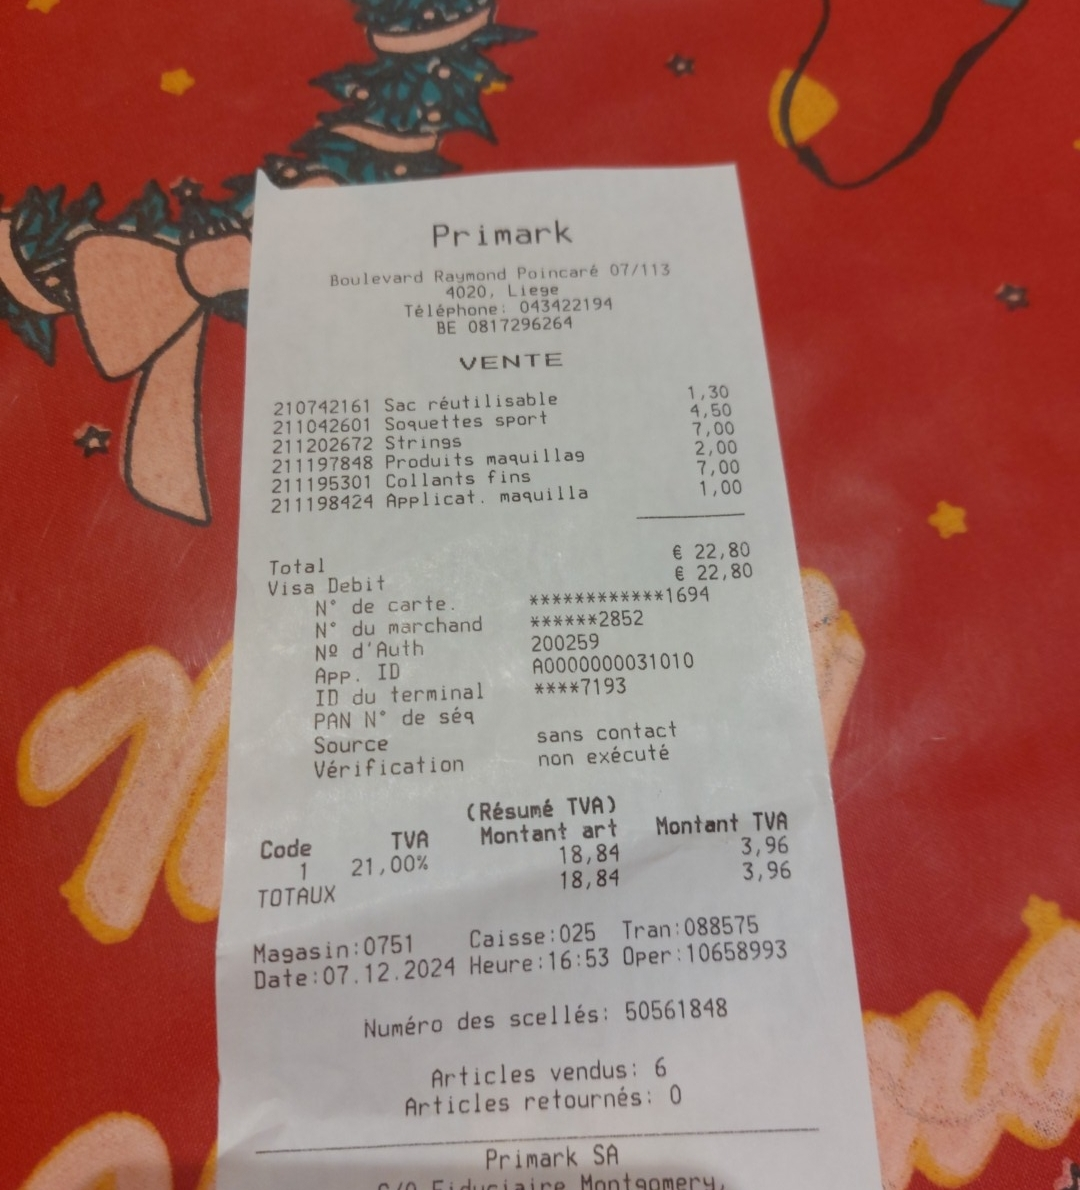 Primark
Boulevard Raymond Poincaré 07/113
4020, Liege
Téléphone: 043422194
BE 0817296264
VENTE
210742161 Sac réutilisable 1,30
211042601 Soquettes sport 4,50
211202672 Strings 7,00
211197848 Produits maquillag 2,00
211195301 Collants fins 7,00
211198424 Applicat. maquilla 1,00
Total € 22,80
Visa Debit € 22,80
N° de carte. ************1694
N° du marchand ******2852
Nº d'Auth 200259
App. ID A0000000031010
ID du terminal ****7193
PAN N° de séq
Source sans contact
Vérification non exécuté
(Résumé TVA)
Code TVA Montant art Montant TVA
1 21,00% 18,84 3,96
TOTAUX 18,84 3,96
Magasin:0751 Caisse:025 Tran:088575
Date:07.12.2024 Heure:16:53 Oper:10658993
Numéro des scellés: 50561848
Articles vendus: 6
Articles retournés: 0
Primark SA
C/O Fiduciaire Montgomery,